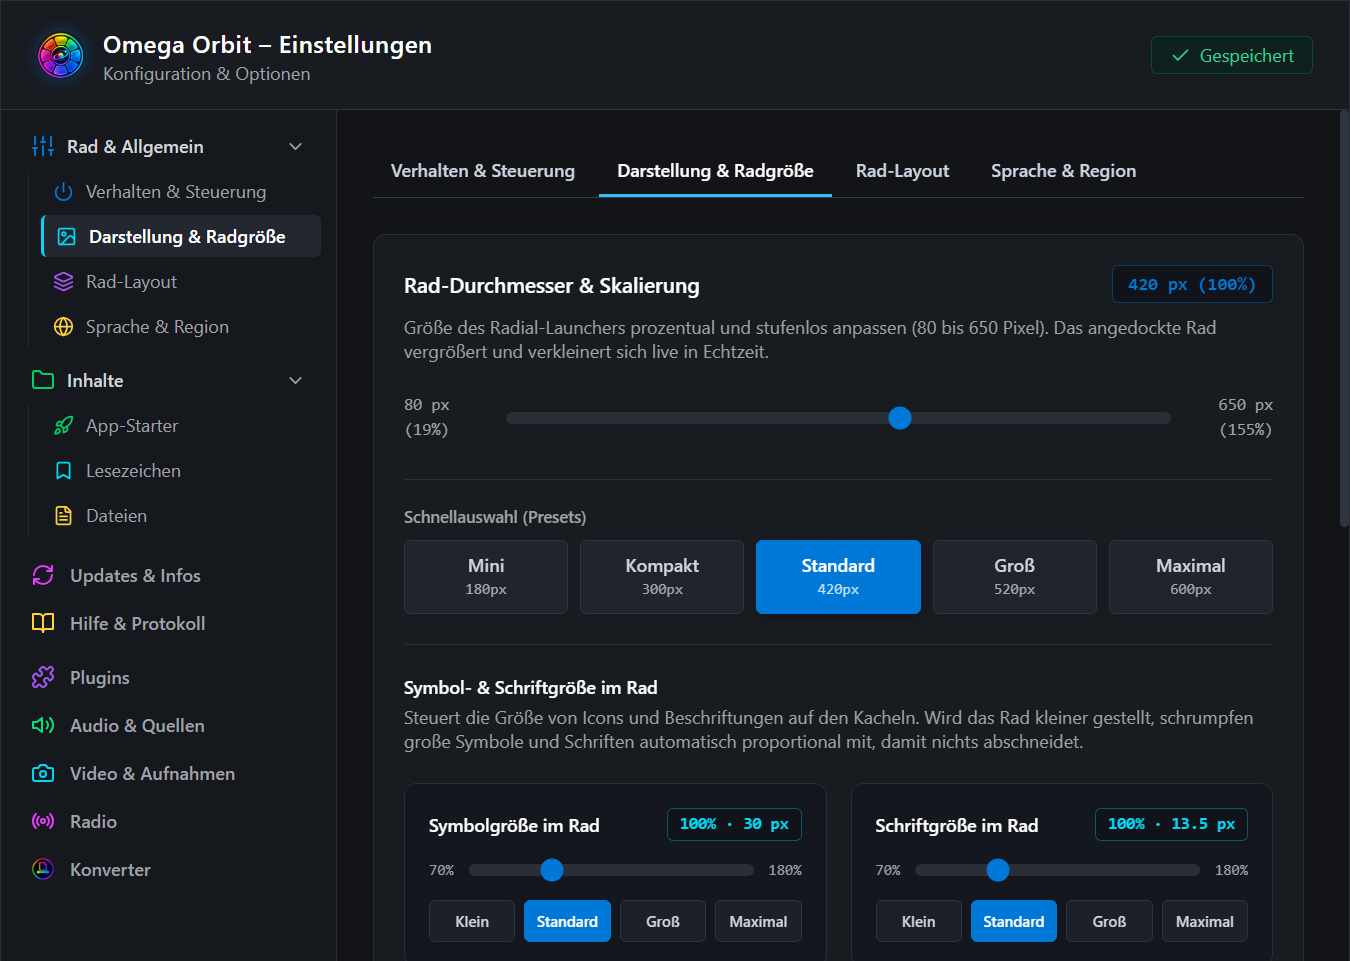 Omega Orbit – Einstellungen
Konfiguration & Optionen
Gespeichert
Rad & Allgemein
Verhalten & Steuerung
Darstellung & Radgröße
Rad-Layout
Sprache & Region
Inhalte
App-Starter
Lesezeichen
Dateien
Updates & Infos
Hilfe & Protokoll
Plugins
Audio & Quellen
Video & Aufnahmen
Radio
Konverter
Verhalten & Steuerung
Darstellung & Radgröße
Rad-Layout
Sprache & Region
Rad-Durchmesser & Skalierung
420 px (100%)
Größe des Radial-Launchers prozentual und stufenlos anpassen (80 bis 650 Pixel). Das angedockte Rad
vergrößert und verkleinert sich live in Echtzeit.
80 px
(19%)
650 px
(155%)
Schnellauswahl (Presets)
Mini
180px
Kompakt
300px
Standard
420px
Groß
520px
Maximal
600px
Symbol- & Schriftgröße im Rad
Steuert die Größe von Icons und Beschriftungen auf den Kacheln. Wird das Rad kleiner gestellt, schrumpfen
große Symbole und Schriften automatisch proportional mit, damit nichts abschneidet.
Symbolgröße im Rad
100% · 30 px
70%
180%
Klein
Standard
Groß
Maximal
Schriftgröße im Rad
100% · 13.5 px
70%
180%
Klein
Standard
Groß
Maximal